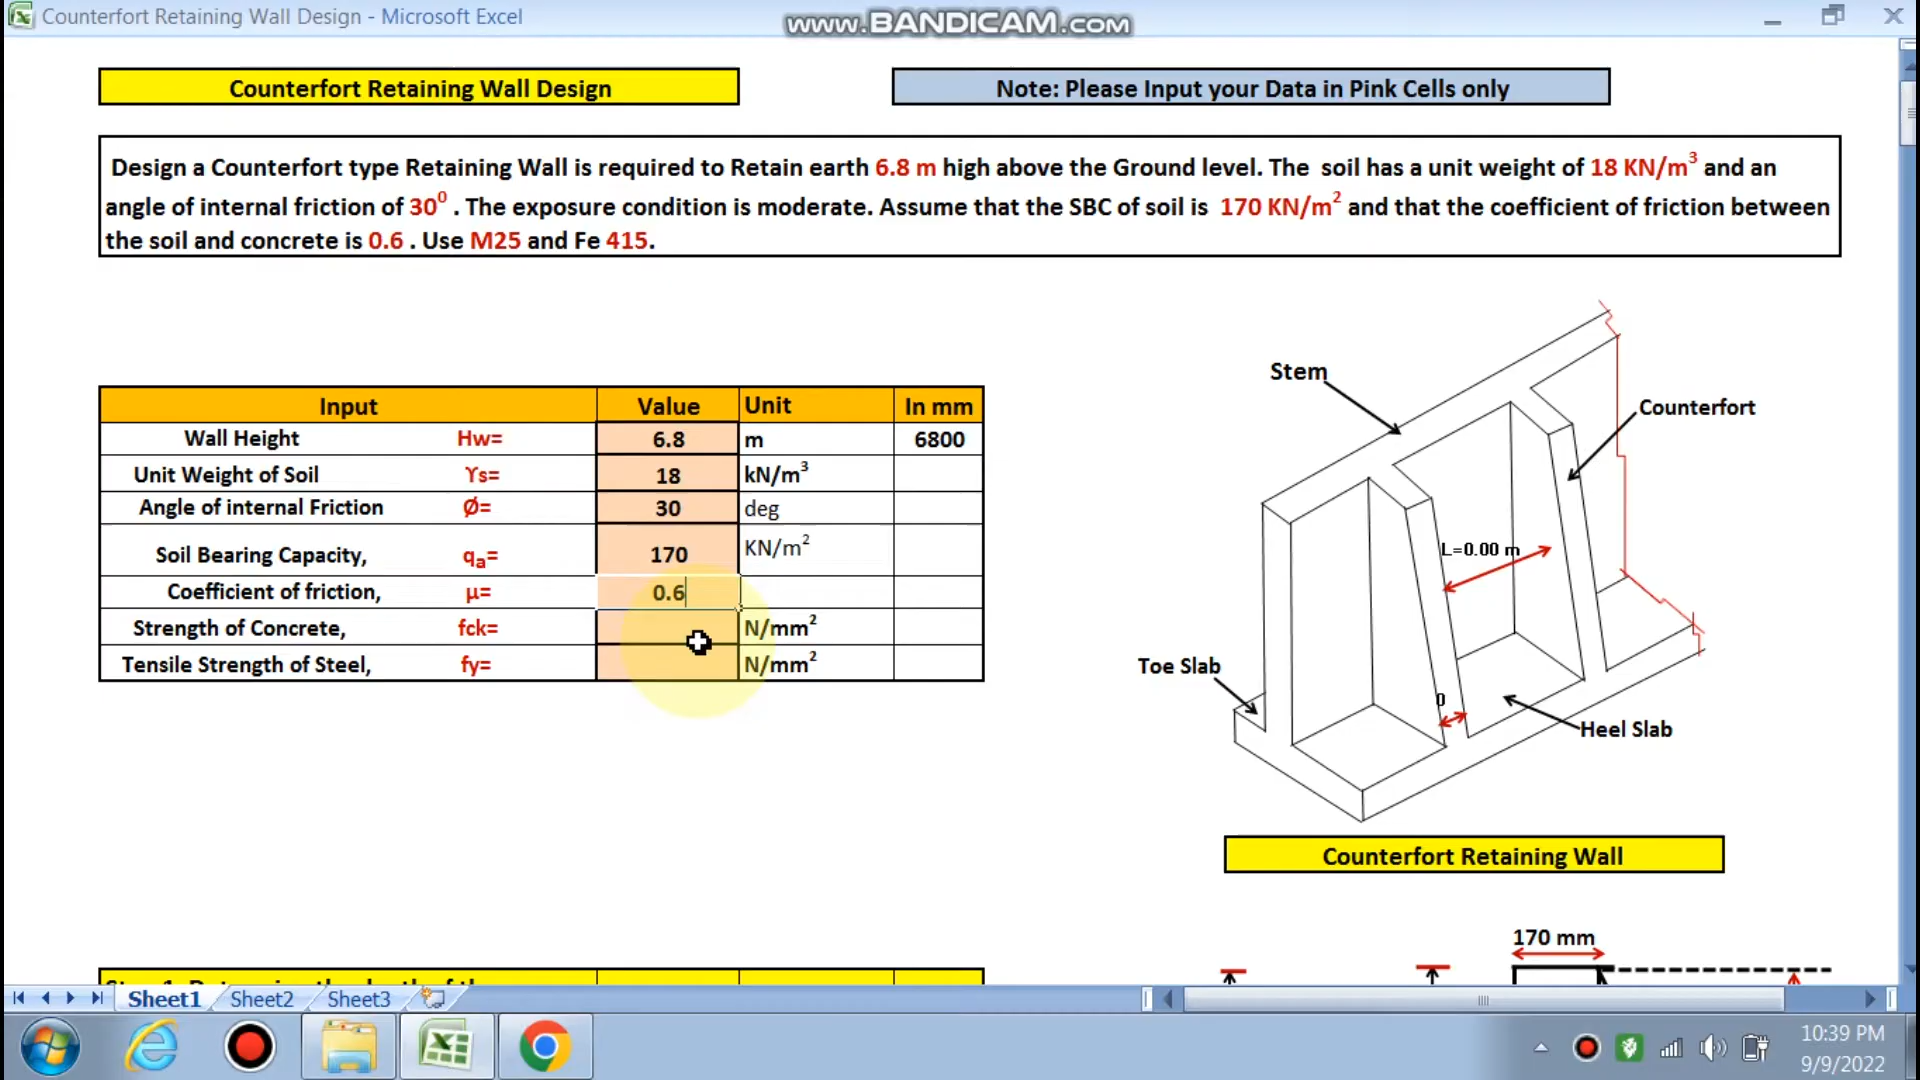 Counterfort Retaining Wall Design - Microsoft Excel
www.BANDICAM.com
Counterfort Retaining Wall Design
Note: Please Input your Data in Pink Cells only
Design a Counterfort type Retaining Wall is required to Retain earth 6.8 m high above the Ground level. The soil has a unit weight of 18 KN/m³ and an
angle of internal friction of 30⁰ . The exposure condition is moderate. Assume that the SBC of soil is 170 KN/m² and that the coefficient of friction between
the soil and concrete is 0.6 . Use M25 and Fe 415.
Input Value Unit In mm
Wall Height Hw= 6.8 m 6800
Unit Weight of Soil ϒs= 18 kN/m³
Angle of internal Friction Ø= 30 deg
Soil Bearing Capacity, qa= 170 KN/m²
Coefficient of friction, μ= 0.6
Strength of Concrete, fck= N/mm²
Tensile Strength of Steel, fy= N/mm²
Stem
Counterfort
L=0.00 m
Toe Slab
0
Heel Slab
Counterfort Retaining Wall
170 mm
Sheet1 Sheet2 Sheet3
10:39 PM
9/9/2022